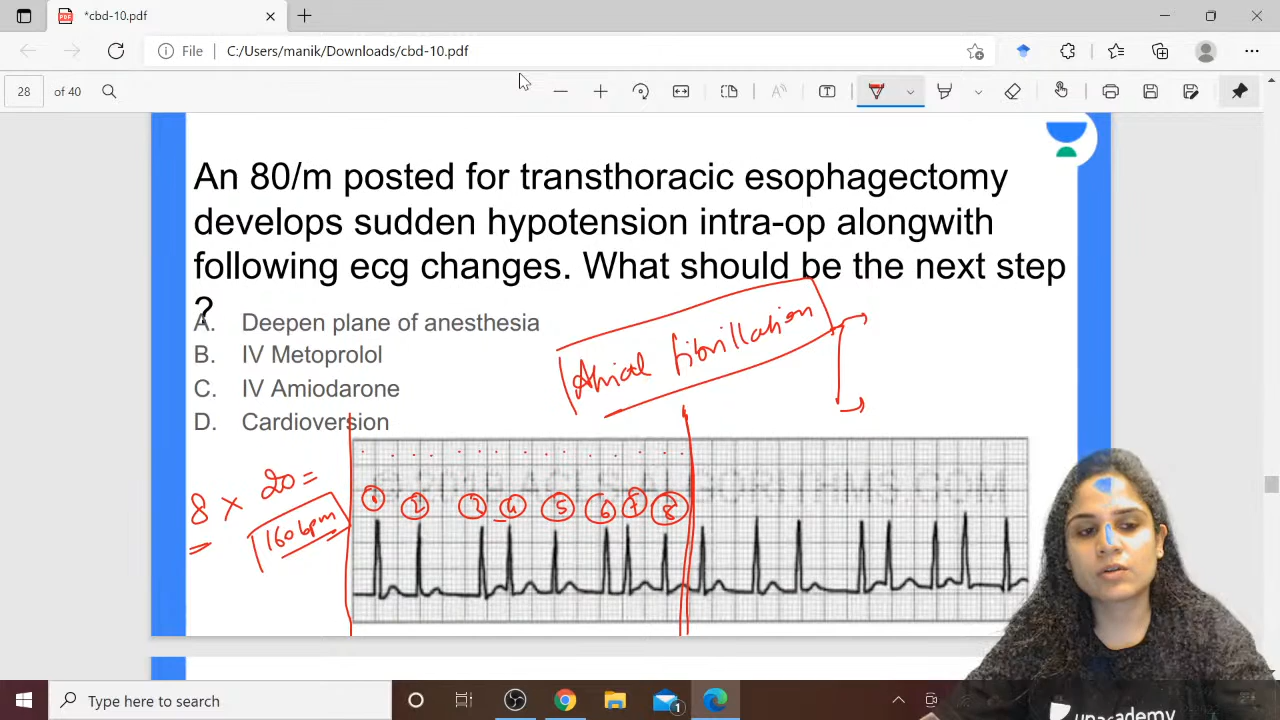 *cbd-10.pdf
File C:/Users/manik/Downloads/cbd-10.pdf
28 of 40
An 80/m posted for transthoracic esophagectomy
develops sudden hypotension intra-op alongwith
following ecg changes. What should be the next step
?
A. Deepen plane of anesthesia
B. IV Metoprolol
C. IV Amiodarone
D. Cardioversion
Atrial fibrillation
8 × 20 =
160 bpm
1 2 3 4 5 6 7 8
unacademy
Type here to search
1